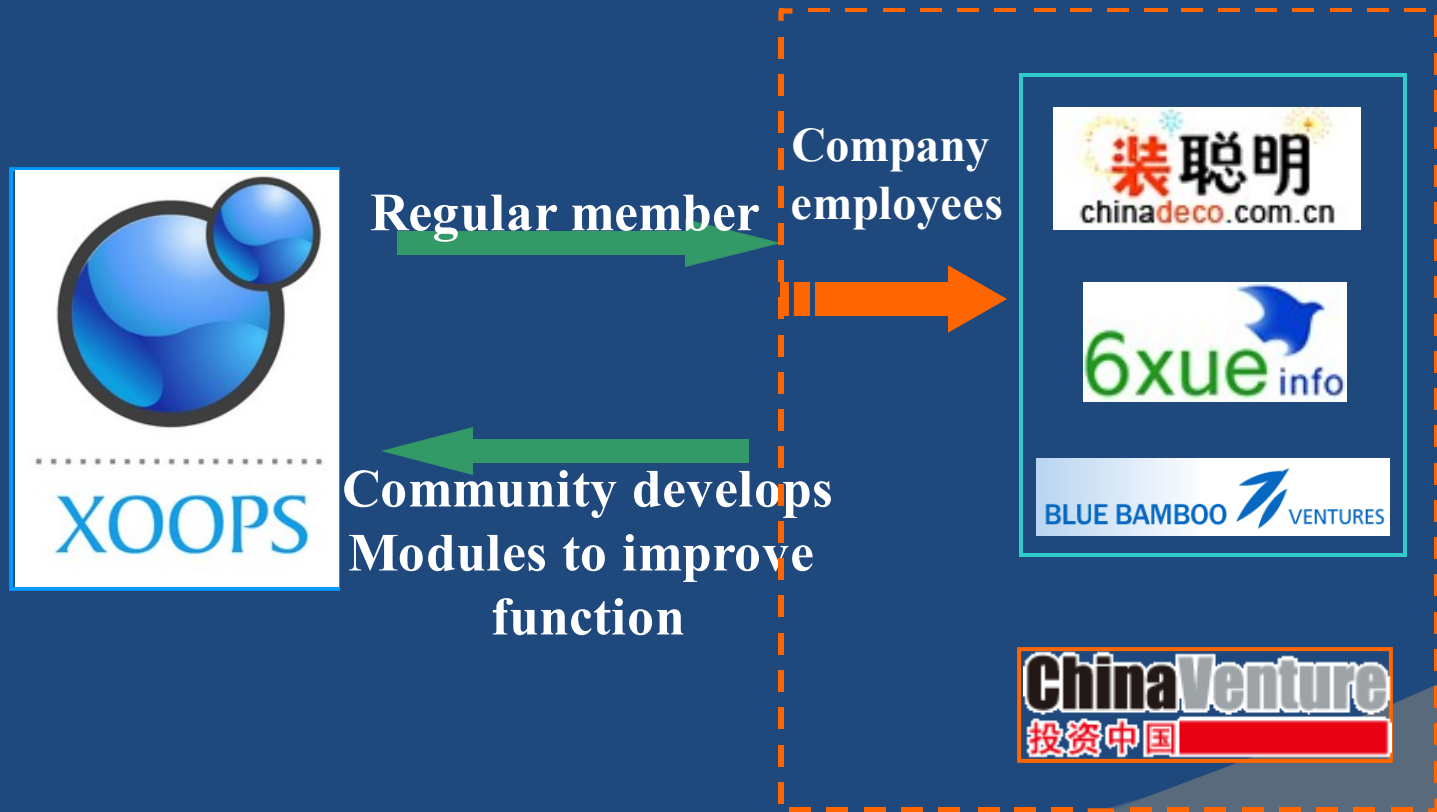 XOOPS
Regular member
Community develops
Modules to improve
function
Company
employees
装聪明
chinadeco.com.cn
6xue info
BLUE BAMBOO VENTURES
ChinaVenture
投资中国